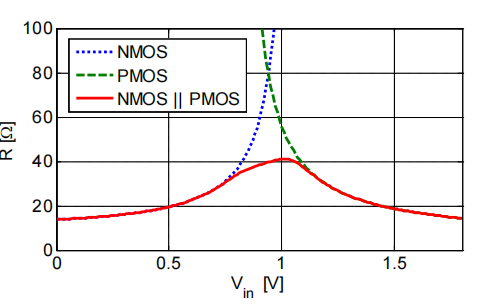 100
80
60
40
20
0
R [Ω]
NMOS
PMOS
NMOS || PMOS
0 0.5 1 1.5
V_in [V]